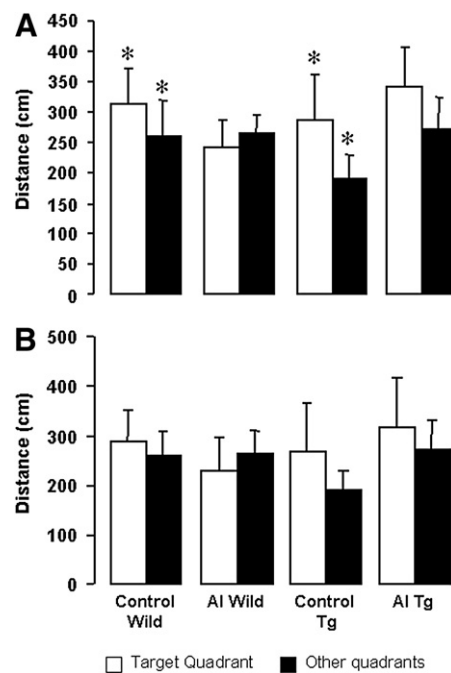 A
Distance (cm)
450
400
350
300
250
200
150
100
50
0
* * * *
B
Distance (cm)
500
400
300
200
100
0
Control Wild
Al Wild
Control Tg
Al Tg
Target Quadrant
Other quadrants